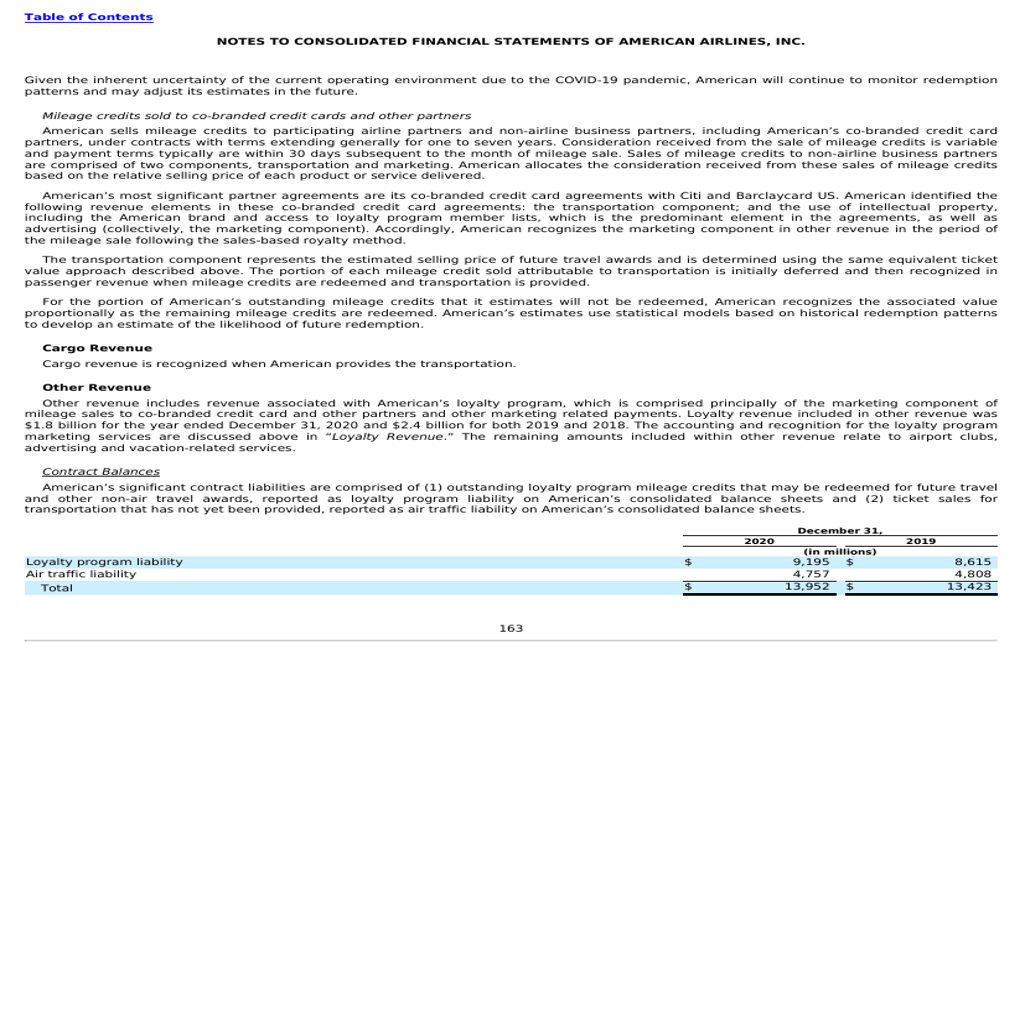 Table of Contents
NOTES TO CONSOLIDATED FINANCIAL STATEMENTS OF AMERICAN AIRLINES, INC.
Given the inherent uncertainty of the current operating environment due to the COVID-19 pandemic, American will continue to monitor redemption
patterns and may adjust its estimates in the future.
Mileage credits sold to co-branded credit cards and other partners
American sells mileage credits to participating airline partners and non-airline business partners, including American’s co-branded credit card
partners, under contracts with terms extending generally for one to seven years. Consideration received from the sale of mileage credits is variable
and payment terms typically are within 30 days subsequent to the month of mileage sale. Sales of mileage credits to non-airline business partners
are comprised of two components, transportation and marketing. American allocates the consideration received from these sales of mileage credits
based on the relative selling price of each product or service delivered.
American’s most significant partner agreements are its co-branded credit card agreements with Citi and Barclaycard US. American identified the
following revenue elements in these co-branded credit card agreements: the transportation component; and the use of intellectual property,
including the American brand and access to loyalty program member lists, which is the predominant element in the agreements, as well as
advertising (collectively, the marketing component). Accordingly, American recognizes the marketing component in other revenue in the period of
the mileage sale following the sales-based royalty method.
The transportation component represents the estimated selling price of future travel awards and is determined using the same equivalent ticket
value approach described above. The portion of each mileage credit sold attributable to transportation is initially deferred and then recognized in
passenger revenue when mileage credits are redeemed and transportation is provided.
For the portion of American’s outstanding mileage credits that it estimates will not be redeemed, American recognizes the associated value
proportionally as the remaining mileage credits are redeemed. American’s estimates use statistical models based on historical redemption patterns
to develop an estimate of the likelihood of future redemption.
Cargo Revenue
Cargo revenue is recognized when American provides the transportation.
Other Revenue
Other revenue includes revenue associated with American’s loyalty program, which is comprised principally of the marketing component of
mileage sales to co-branded credit card and other partners and other marketing related payments. Loyalty revenue included in other revenue was
$1.8 billion for the year ended December 31, 2020 and $2.4 billion for both 2019 and 2018. The accounting and recognition for the loyalty program
marketing services are discussed above in “Loyalty Revenue.” The remaining amounts included within other revenue relate to airport clubs,
advertising and vacation-related services.
Contract Balances
American’s significant contract liabilities are comprised of (1) outstanding loyalty program mileage credits that may be redeemed for future travel
and other non-air travel awards, reported as loyalty program liability on American’s consolidated balance sheets and (2) ticket sales for
transportation that has not yet been provided, reported as air traffic liability on American’s consolidated balance sheets.
December 31,
2020 2019
(in millions)
Loyalty program liability $ 9,195 $ 8,615
Air traffic liability 4,757 4,808
Total $ 13,952 $ 13,423
163